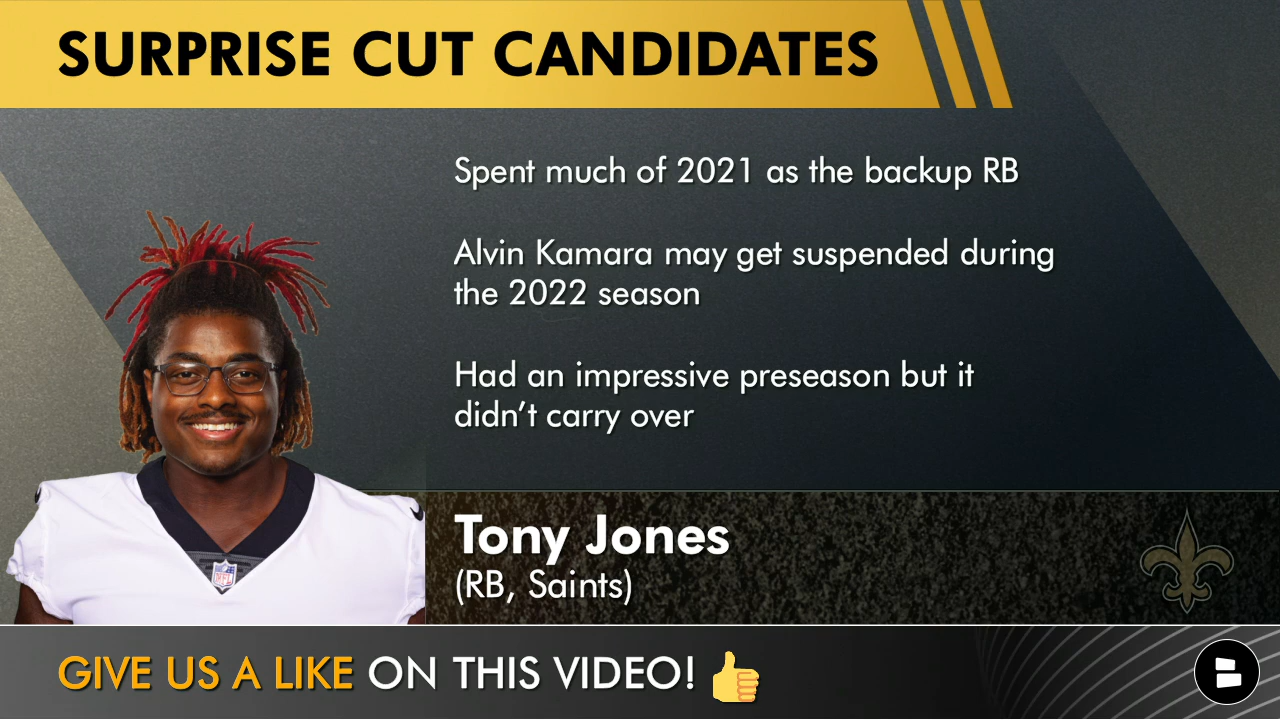 SURPRISE CUT CANDIDATES
Spent much of 2021 as the backup RB
Alvin Kamara may get suspended during
the 2022 season
Had an impressive preseason but it
didn't carry over
Tony Jones
(RB, Saints)
NFL
GIVE US A LIKE ON THIS VIDEO!